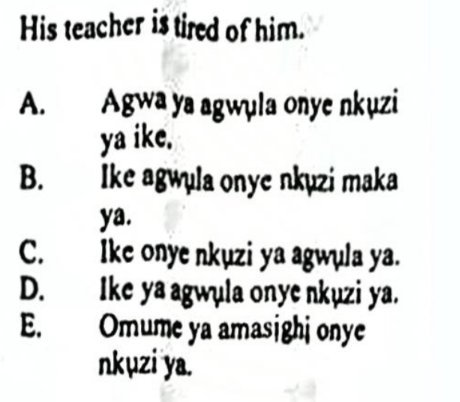 His teacher is tired of him.
A. Agwa ya agwụla onye nkụzi
ya ike.
B. Ike agwụla onye nkụzi maka
ya.
C. Ike onye nkụzi ya agwụla ya.
D. Ike ya agwụla onye nkụzi ya.
E. Omume ya amasịghị onye
nkụzi ya.